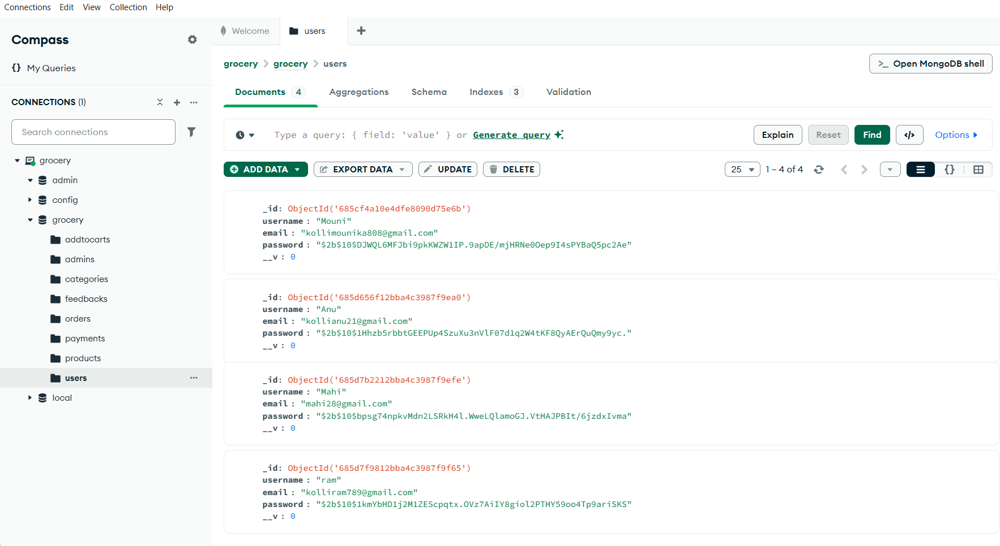 Connections Edit View Collection Help
Compass
My Queries
CONNECTIONS (1)
Search connections
grocery
admin
config
grocery
addtocarts
admins
categories
feedbacks
orders
payments
products
users
local
Welcome
users
grocery > grocery > users
>_ Open MongoDB shell
Documents 4 Aggregations Schema Indexes 3 Validation
Type a query: { field: 'value' } or Generate query
Explain Reset Find </> Options
ADD DATA EXPORT DATA UPDATE DELETE
25 1 – 4 of 4 {}
_id: ObjectId('685cf4a10e4dfe8090d75e6b')
username : "Mouni"
email : "kollimounika808@gmail.com"
password : "$2b$10$DJWQL6MFJbi9pkKWZW1IP.9apDE/mjHRNe0Oep9I4sPYBaQ5pc2Ae"
__v : 0
_id: ObjectId('685d656f12bba4c3987f9ea0')
username : "Anu"
email : "kollianu21@gmail.com"
password : "$2b$10$1Hhzb5rbbtGEEPUp4SzuXu3nVlF07d1q2W4tKF8QyAErQuQmy9yc."
__v : 0
_id: ObjectId('685d7b2212bba4c3987f9efe')
username : "Mahi"
email : "mahi28@gmail.com"
password : "$2b$10$bpsg74npkvMdn2LSRkH4l.WweLQlamoGJ.VtHAJPBIt/6jzdxIvma"
__v : 0
_id: ObjectId('685d7f9812bba4c3987f9f65')
username : "ram"
email : "kolliram789@gmail.com"
password : "$2b$10$1kmYbHD1j2M1ZEScpqtx.OVz7AiIY8giol2PTHY59oo4Tp9ariSKS"
__v : 0